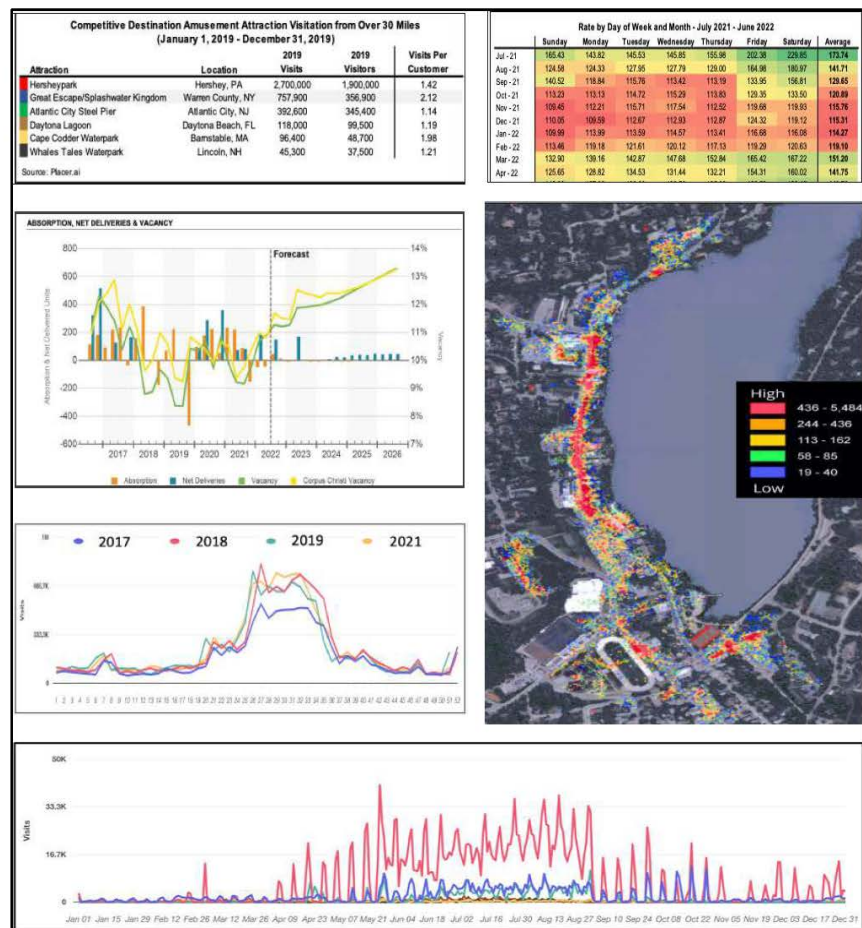 Competitive Destination Amusement Attraction Visitation from Over 30 Miles
(January 1, 2019 - December 31, 2019)
2019 2019 Visits Per
Attraction Location Visits Visitors Customer
Hersheypark Hershey, PA 2,700,000 1,900,000 1.42
Great Escape/Splashwater Kingdom Warren County, NY 757,900 356,900 2.12
Atlantic City Steel Pier Atlantic City, NJ 392,600 345,400 1.14
Daytona Lagoon Daytona Beach, FL 118,000 99,500 1.19
Cape Codder Waterpark Barnstable, MA 96,400 48,700 1.98
Whales Tales Waterpark Lincoln, NH 45,300 37,500 1.21
Source: Placer.ai
Rate by Day of Week and Month - July 2021 - June 2022
Sunday Monday Tuesday Wednesday Thursday Friday Saturday Average
Jul - 21 165.43 143.82 145.53 145.85 155.98 202.38 229.85 173.74
Aug - 21 124.58 124.33 127.95 127.79 129.00 164.98 180.97 141.71
Sep - 21 140.52 118.84 115.76 113.42 113.19 133.95 156.81 129.65
Oct - 21 113.23 113.13 114.72 115.29 113.83 129.35 133.50 120.89
Nov - 21 109.45 112.21 115.71 117.54 112.52 119.68 119.93 115.76
Dec - 21 110.05 109.59 112.67 112.93 112.87 124.32 119.12 115.31
Jan - 22 109.99 113.99 113.59 114.57 113.41 116.68 116.08 114.27
Feb - 22 113.46 119.18 121.61 120.12 117.13 119.29 120.63 119.10
Mar - 22 132.90 139.16 142.87 147.68 152.84 165.42 167.22 151.20
Apr - 22 125.65 128.82 134.53 131.44 132.21 154.31 160.02 141.75
ABSORPTION, NET DELIVERIES & VACANCY
Forecast
Absorption & Net Delivered Units
800
600
400
200
0
-200
-400
-600
14%
13%
12%
11%
10%
9%
8%
7%
Vacancy
2017 2018 2019 2020 2021 2022 2023 2024 2025 2026
Absorption Net Deliveries Vacancy Corpus Christi Vacancy
High
436 - 5,484
244 - 436
113 - 162
58 - 85
19 - 40
Low
2017 2018 2019 2021
1M
Visits
0
1 2 3 4 5 6 7 8 9 10 11 12 13 14 15 16 17 18 19 20 21 22 23 24 25 26 27 28 29 30 31 32 33 34 35 36 37 38 39 40 41 42 43 44 45 46 47 48 49 50 51 52
50K
33.3K
16.7K
0
Visits
Jan 01 Jan 15 Jan 29 Feb 12 Feb 26 Mar 12 Mar 26 Apr 09 Apr 23 May 07 May 21 Jun 04 Jun 18 Jul 02 Jul 16 Jul 30 Aug 13 Aug 27 Sep 10 Sep 24 Oct 08 Oct 22 Nov 05 Nov 19 Dec 03 Dec 17 Dec 31